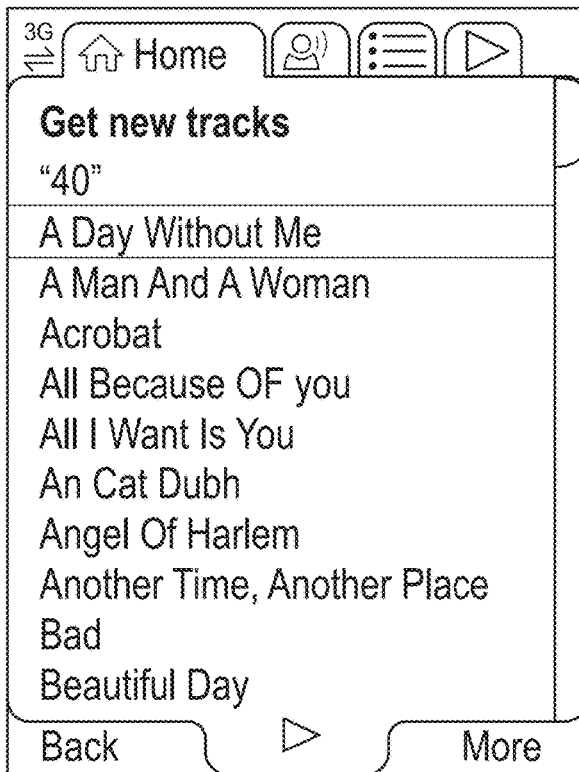 3G
Home
Get new tracks
“40”
A Day Without Me
A Man And A Woman
Acrobat
All Because OF you
All I Want Is You
An Cat Dubh
Angel Of Harlem
Another Time, Another Place
Bad
Beautiful Day
Back More